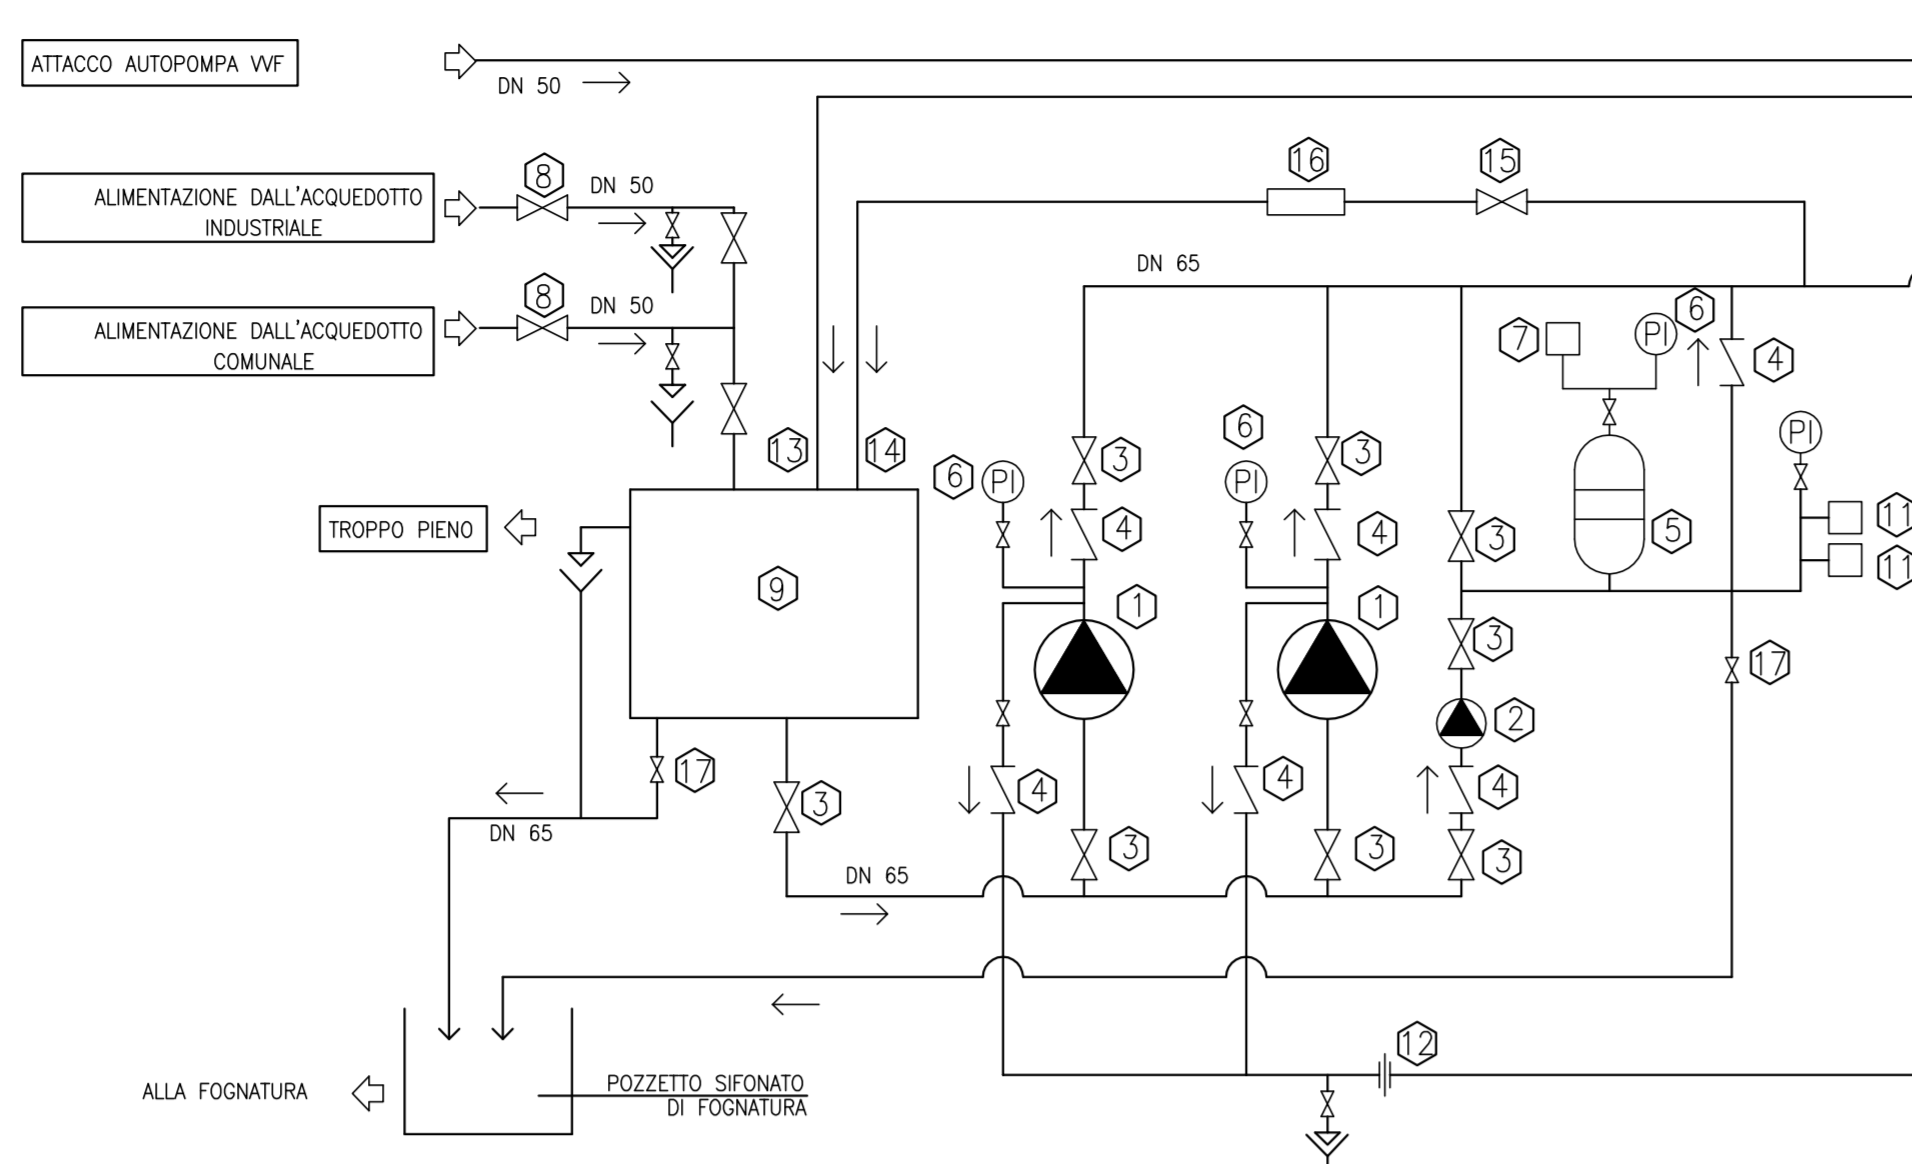 ATTACCO AUTOPOMPA VVF
DN 50
16
15
8
DN 50
ALIMENTAZIONE DALL'ACQUEDOTTO
INDUSTRIALE
DN 65
8
DN 50
6
ALIMENTAZIONE DALL'ACQUEDOTTO
COMUNALE
7
PI
4
6
PI
13
14
3
3
6
PI
PI
11
TROPPO PIENO
4
4
3
5
11
9
1
1
3
17
2
17
4
4
4
3
DN 65
3
3
3
DN 65
12
ALLA FOGNATURA
POZZETTO SIFONATO
DI FOGNATURA